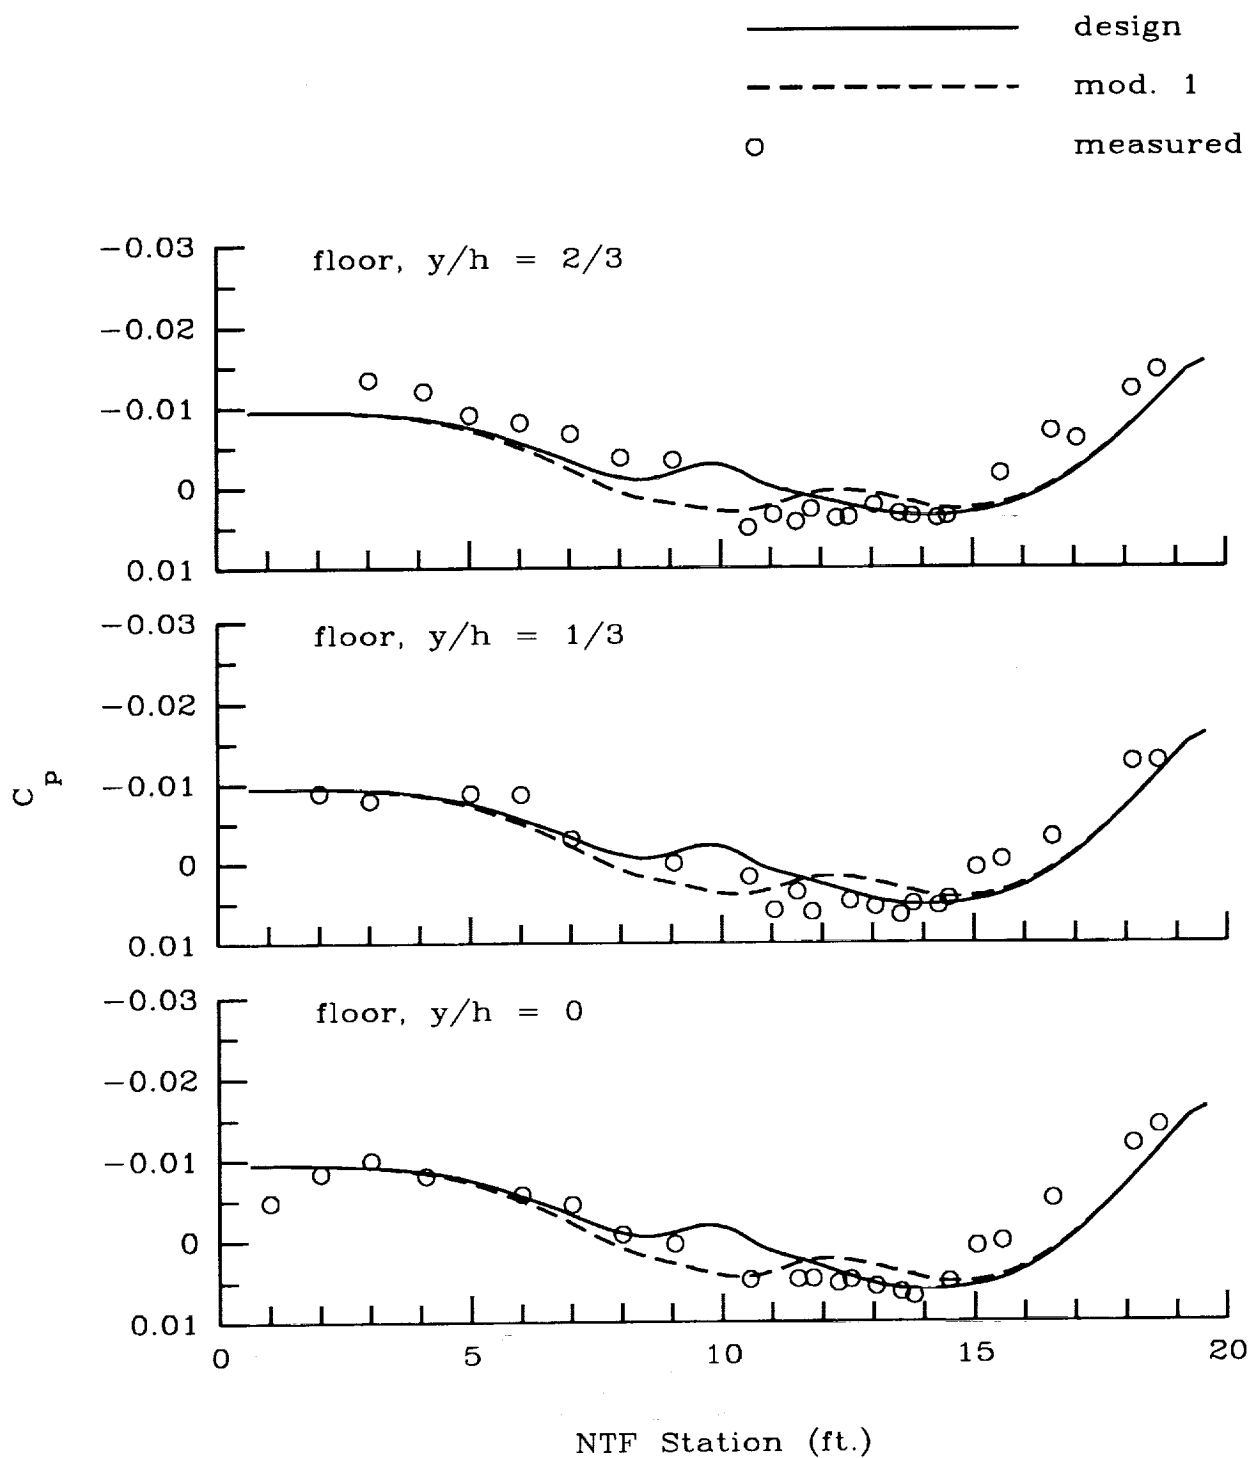 design
mod. 1
measured
floor, y/h = 2/3
−0.03
−0.02
−0.01
0
0.01
floor, y/h = 1/3
−0.03
−0.02
−0.01
0
0.01
C p
floor, y/h = 0
−0.03
−0.02
−0.01
0
0.01
0 5 10 15 20
NTF Station (ft.)